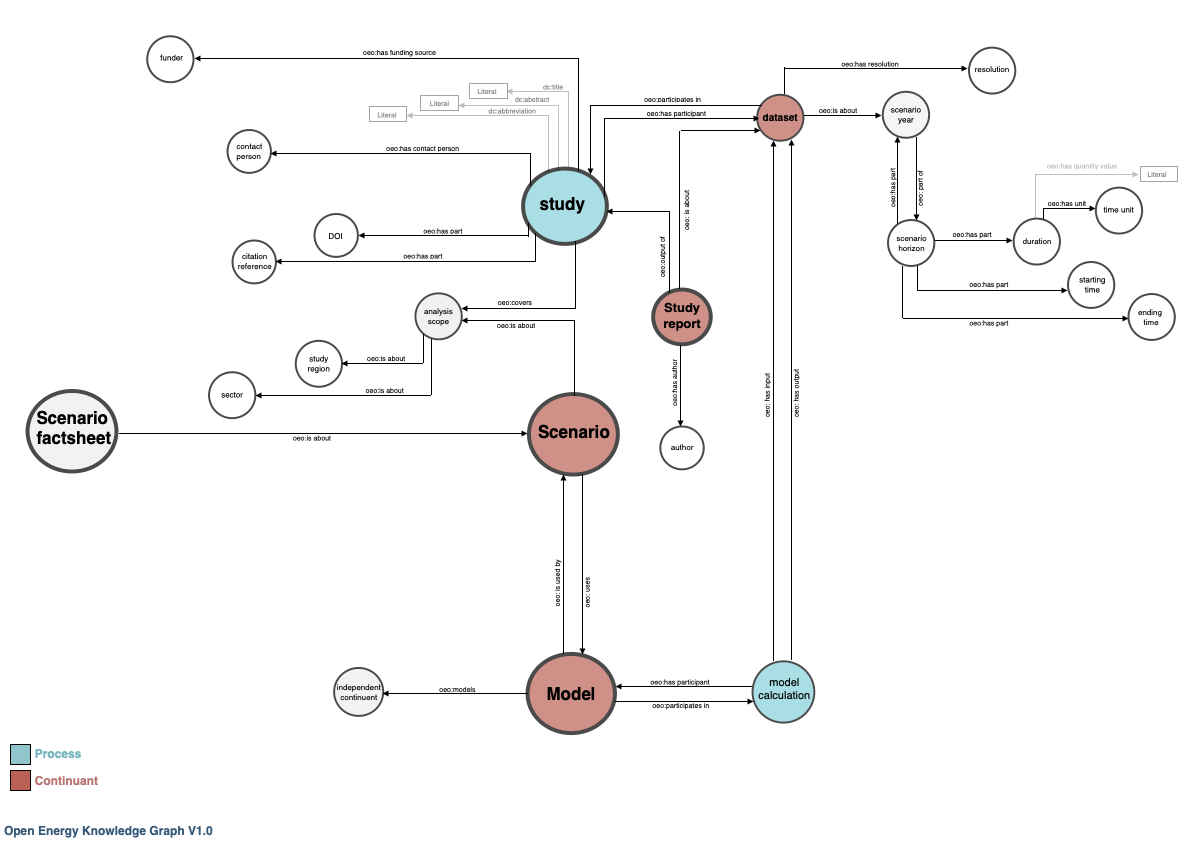 oeo:has funding source
funder
oeo:has resolution
resolution
dc:title
Literal
dc:abstract
Literal
dc:abbreviation
Literal
oeo:participates in
oeo:has participant
dataset
oeo:is about
scenario
year
contact
person
oeo:has contact person
oeo:has part
oeo: part of
oeo:has quantity value
Literal
study
oeo: is about
oeo:has unit
time unit
DOI
oeo:has part
oeo:output of
scenario
horizon
oeo:has part
duration
citation
reference
oeo:has part
oeo:has part
starting
time
analysis
scope
oeo:covers
oeo:is about
Study
report
oeo:has part
ending
time
study
region
oeo:is about
oeo:has author
oeo: has input
oeo: has output
sector
oeo:is about
Scenario
factsheet
oeo:is about
Scenario
author
oeo: is used by
oeo: uses
independent
continuent
oeo:models
Model
oeo:has participant
oeo:participates in
model
calculation
Process
Continuant
Open Energy Knowledge Graph V1.0